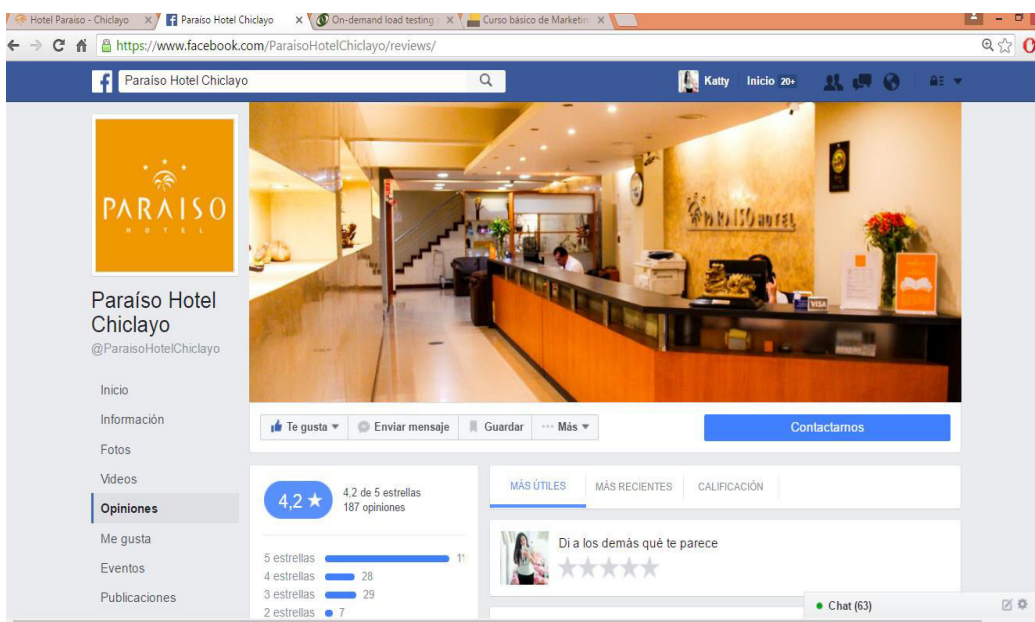 Hotel Paraiso - Chiclayo
Paraíso Hotel Chiclayo
On-demand load testing
Curso básico de Marketin
https://www.facebook.com/ParaisoHotelChiclayo/reviews/
Paraíso Hotel Chiclayo
Katty
Inicio 20+
PARAISO
HOTEL
PARAISO HOTEL
VISA
Paraíso Hotel
Chiclayo
@ParaisoHotelChiclayo
Inicio
Información
Fotos
Videos
Opiniones
Me gusta
Eventos
Publicaciones
Te gusta
Enviar mensaje
Guardar
Más
Contactarnos
4,2 ★
4,2 de 5 estrellas
187 opiniones
5 estrellas 11
4 estrellas 28
3 estrellas 29
2 estrellas 7
MÁS ÚTILES
MÁS RECIENTES
CALIFICACIÓN
Di a los demás qué te parece
Chat (63)